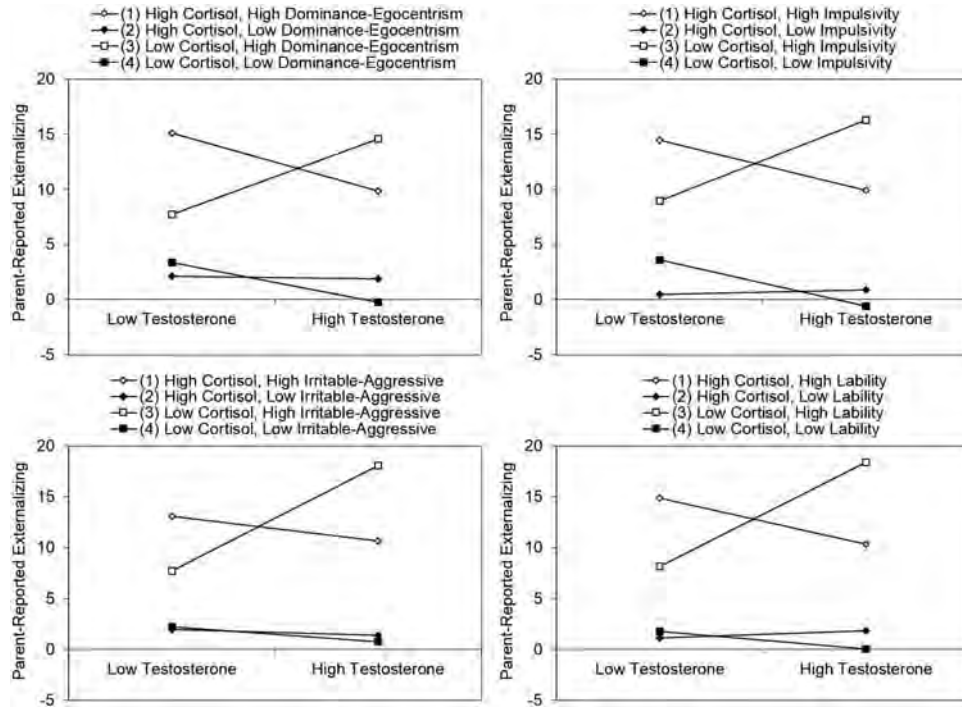 (1) High Cortisol, High Dominance-Egocentrism
(2) High Cortisol, Low Dominance-Egocentrism
(3) Low Cortisol, High Dominance-Egocentrism
(4) Low Cortisol, Low Dominance-Egocentrism
Parent-Reported Externalizing
20
15
10
5
0
-5
Low Testosterone
High Testosterone
(1) High Cortisol, High Impulsivity
(2) High Cortisol, Low Impulsivity
(3) Low Cortisol, High Impulsivity
(4) Low Cortisol, Low Impulsivity
Parent-Reported Externalizing
20
15
10
5
0
-5
Low Testosterone
High Testosterone
(1) High Cortisol, High Irritable-Aggressive
(2) High Cortisol, Low Irritable-Aggressive
(3) Low Cortisol, High Irritable-Aggressive
(4) Low Cortisol, Low Irritable-Aggressive
Parent-Reported Externalizing
20
15
10
5
0
-5
Low Testosterone
High Testosterone
(1) High Cortisol, High Lability
(2) High Cortisol, Low Lability
(3) Low Cortisol, High Lability
(4) Low Cortisol, Low Lability
Parent-Reported Externalizing
20
15
10
5
0
-5
Low Testosterone
High Testosterone